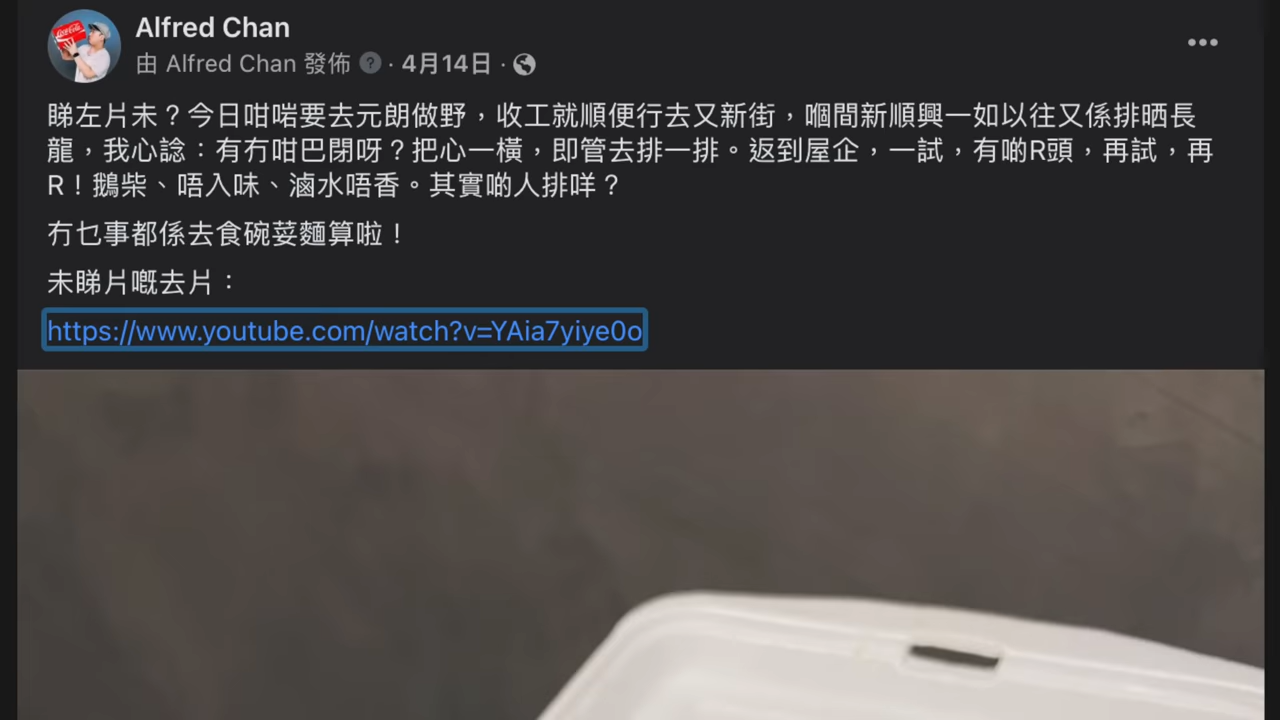 Alfred Chan
由 Alfred Chan 發佈 · 4月14日 ·
睇左片未？今日咁啱要去元朗做野，收工就順便行去又新街，嗰間新順興一如以往又係排晒長
龍，我心諗：有冇咁巴閉呀？把心一橫，即管去排一排。返到屋企，一試，有啲R頭，再試，再
R！鵝柴、唔入味、滷水唔香。其實啲人排咩？
冇乜事都係去食碗荽麵算啦！
未睇片嘅去片：
https://www.youtube.com/watch?v=YAia7yiye0o